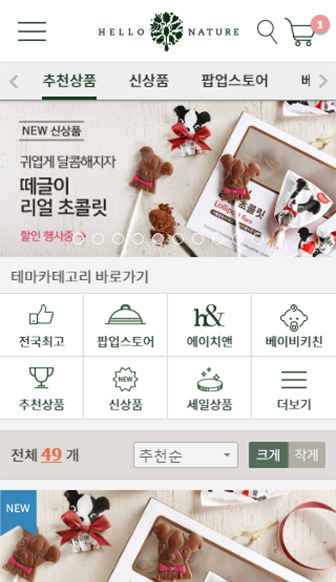 HELLO NATURE
1
추천상품 신상품 팝업스토어
NEW 신상품
귀엽게 달콤해지자
떼글이
리얼 초콜릿
할인 행사중 →
테마카테고리 바로가기
전국최고 팝업스토어 h& 에이치앤 베이비키친
추천상품 NEW 신상품 세일상품 더보기
전체 49 개 추천순 크게 작게
NEW